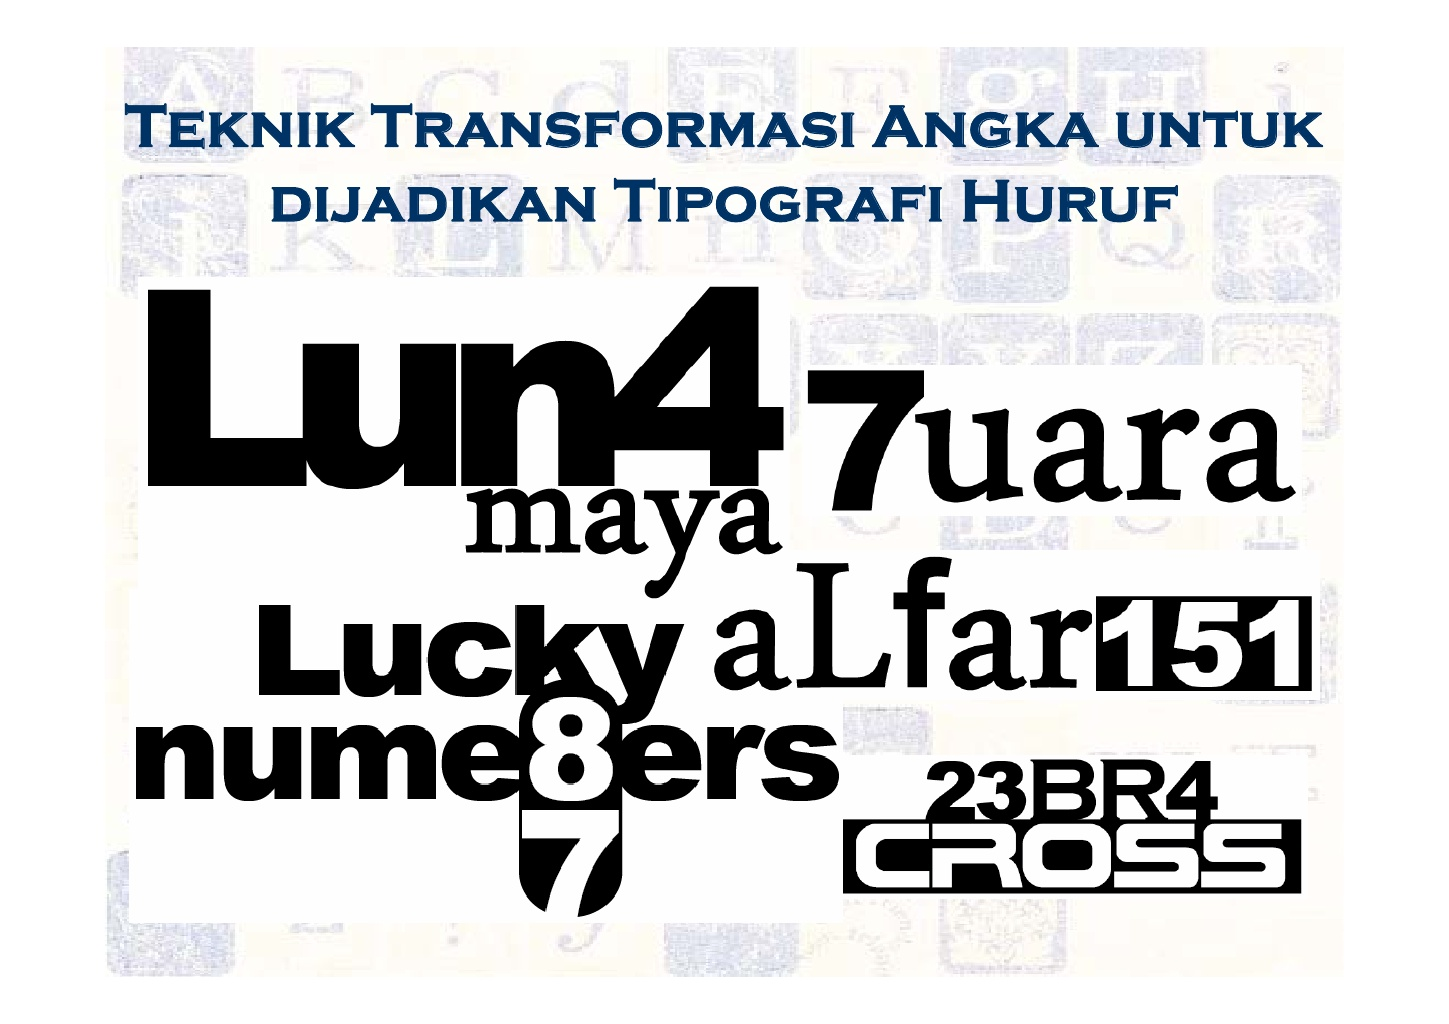 Teknik Transformasi Angka untuk
dijadikan Tipografi Huruf
Lun4
maya
7uara
Lucky
nume8ers
7
aLfar151
23BR4
CROSS